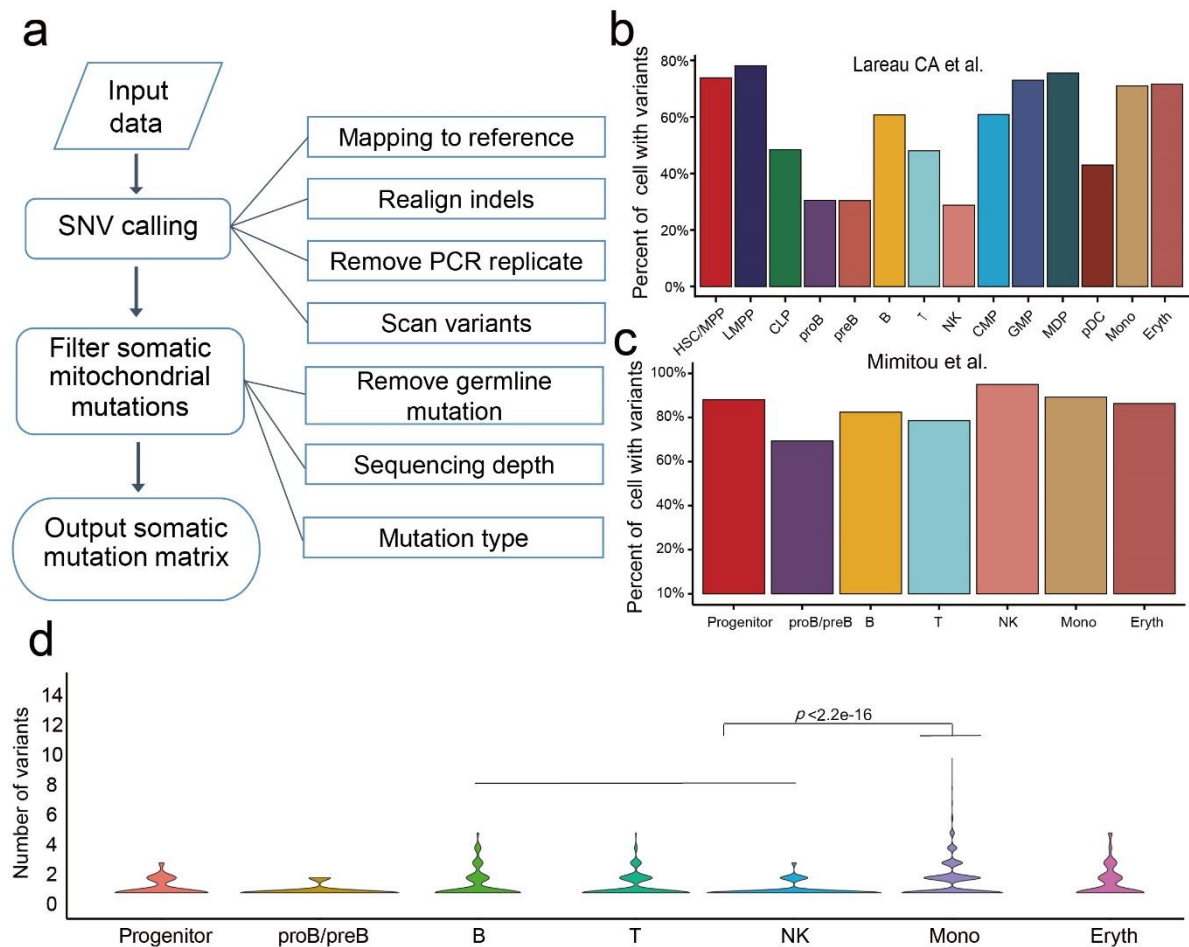 a
Input
data
SNV calling
Filter somatic
mitochondrial
mutations
Output somatic
mutation matrix
Mapping to reference
Realign indels
Remove PCR replicate
Scan variants
Remove germline
mutation
Sequencing depth
Mutation type
b
Lareau CA et al.
Percent of cell with variants
80%
60%
40%
20%
0%
HSC/MPP LMPP CLP proB preB B T NK CMP GMP MDP pDC Mono Eryth
c
Mimitou et al.
Percent of cell with variants
100%
80%
60%
40%
20%
10%
Progenitor proB/preB B T NK Mono Eryth
d
Number of variants
14
12
10
8
6
4
2
0
p<2.2e-16
Progenitor proB/preB B T NK Mono Eryth